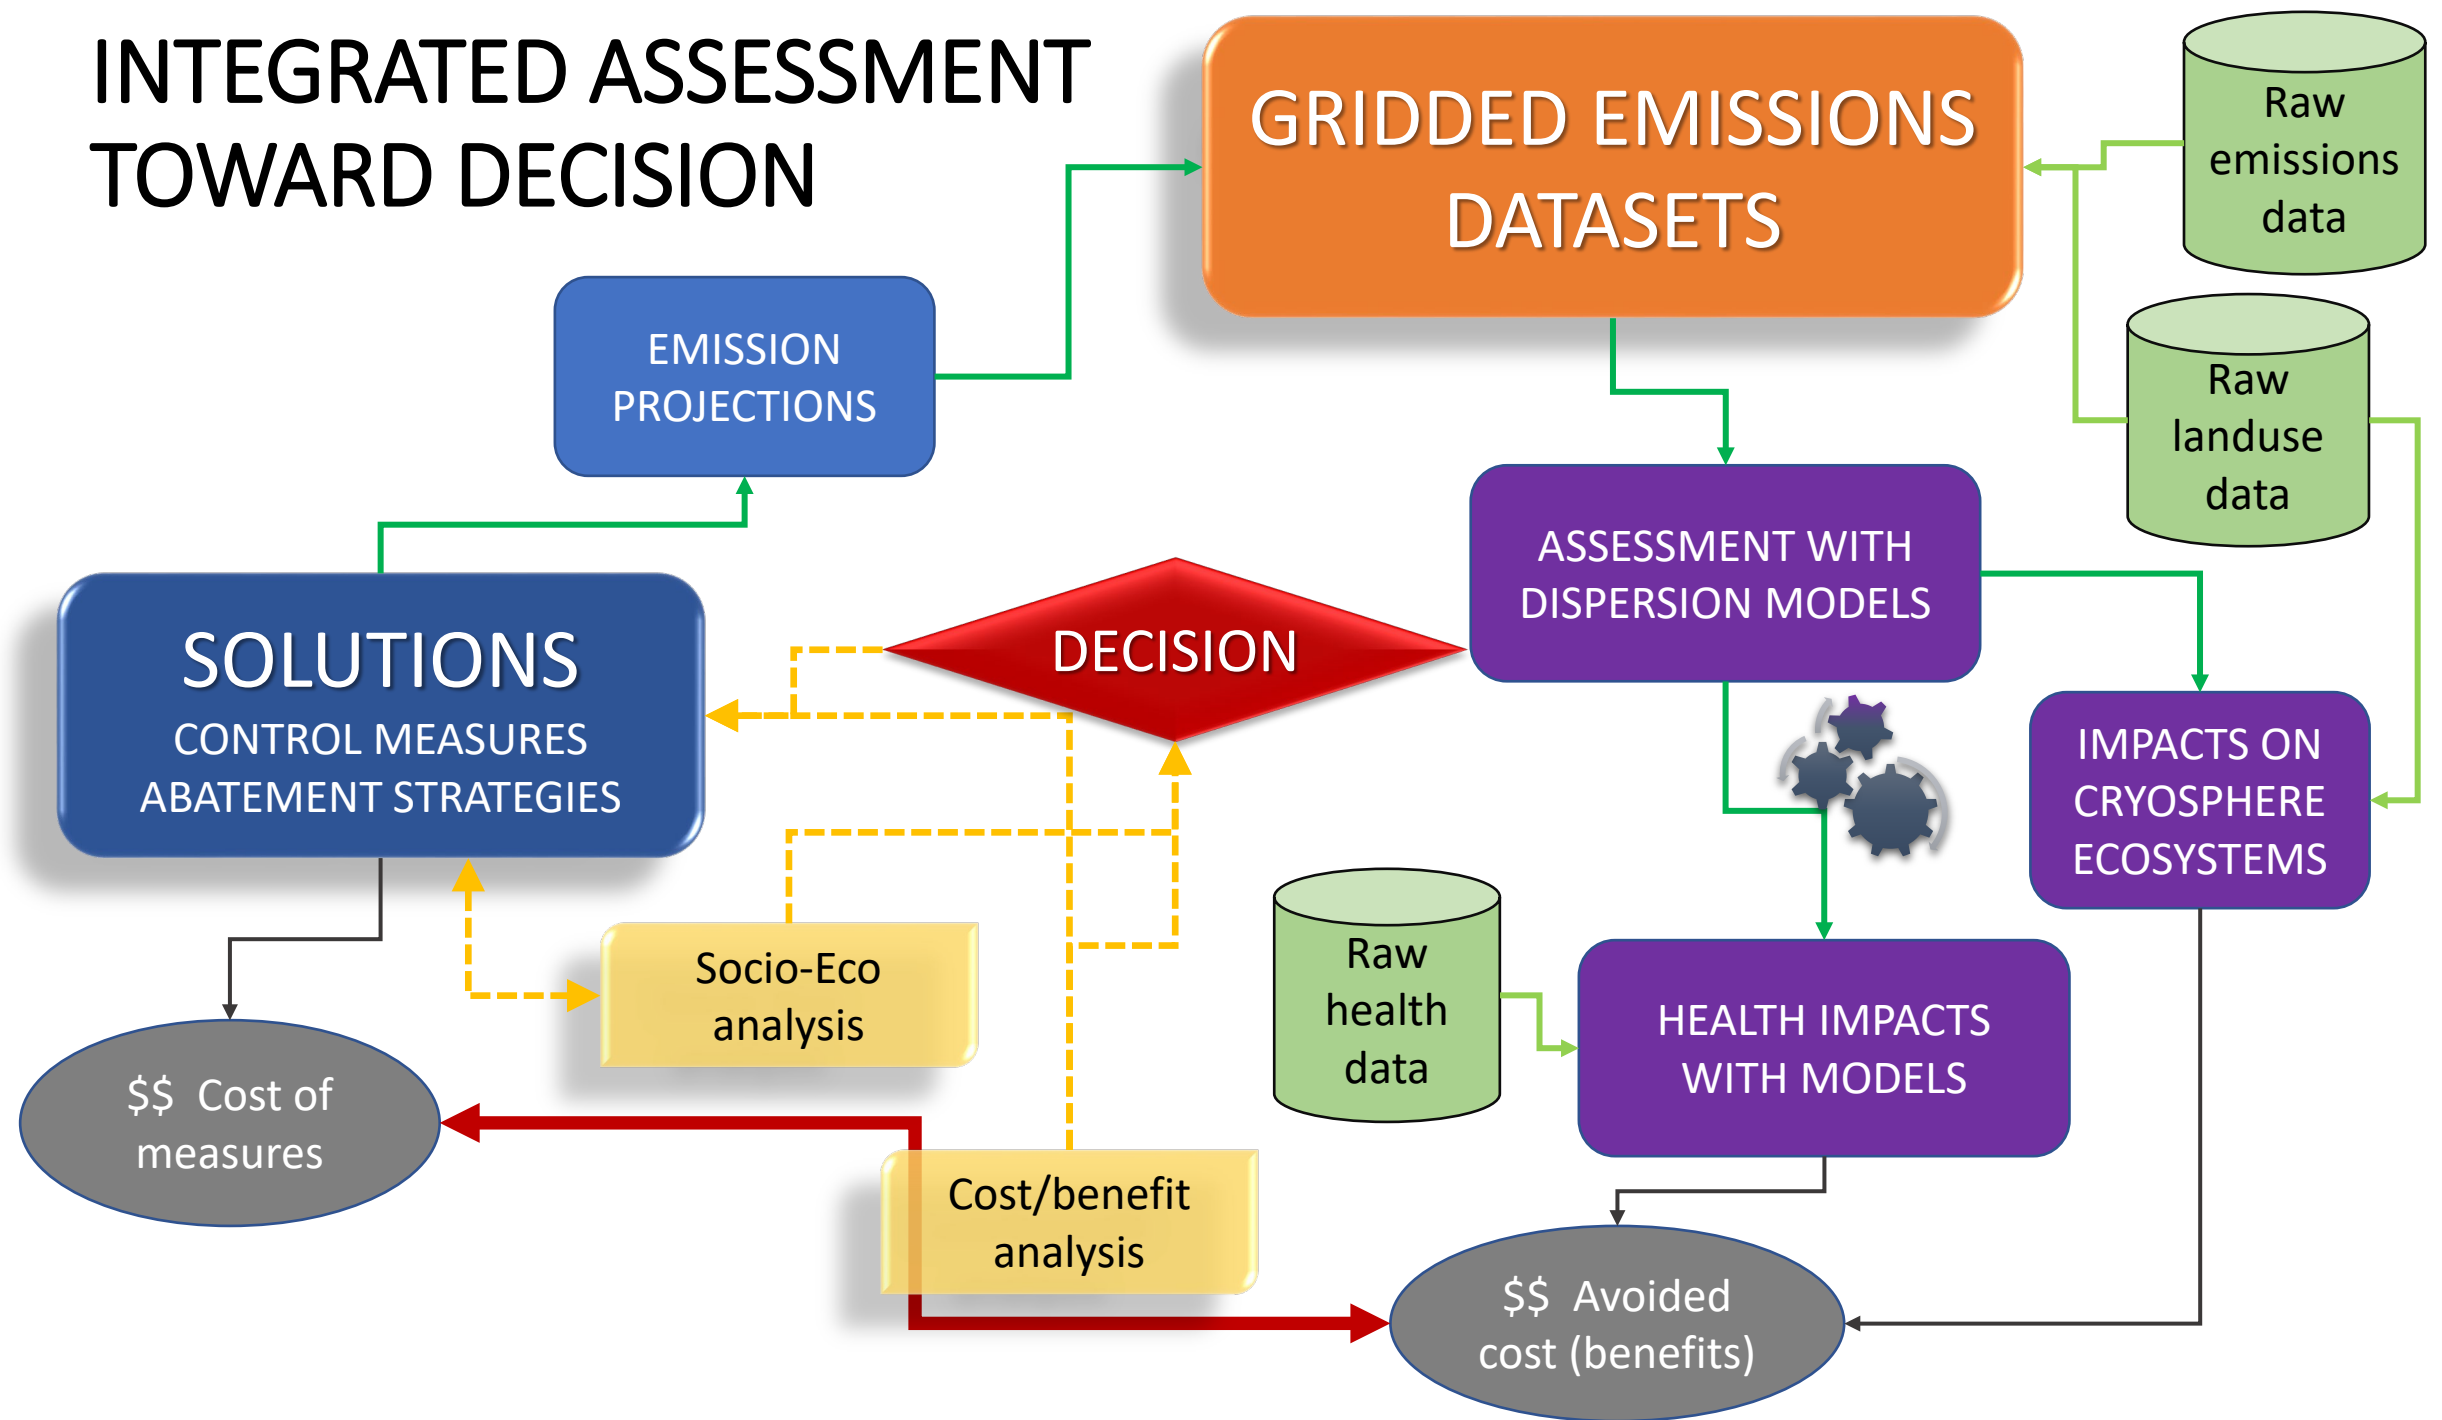 INTEGRATED ASSESSMENT
TOWARD DECISION
GRIDDED EMISSIONS
DATASETS
Raw
emissions
data
EMISSION
PROJECTIONS
Raw
landuse
data
ASSESSMENT WITH
DISPERSION MODELS
SOLUTIONS
CONTROL MEASURES
ABATEMENT STRATEGIES
DECISION
IMPACTS ON
CRYOSPHERE
ECOSYSTEMS
Socio-Eco
analysis
Raw
health
data
HEALTH IMPACTS
WITH MODELS
$$ Cost of
measures
Cost/benefit
analysis
$$ Avoided
cost (benefits)